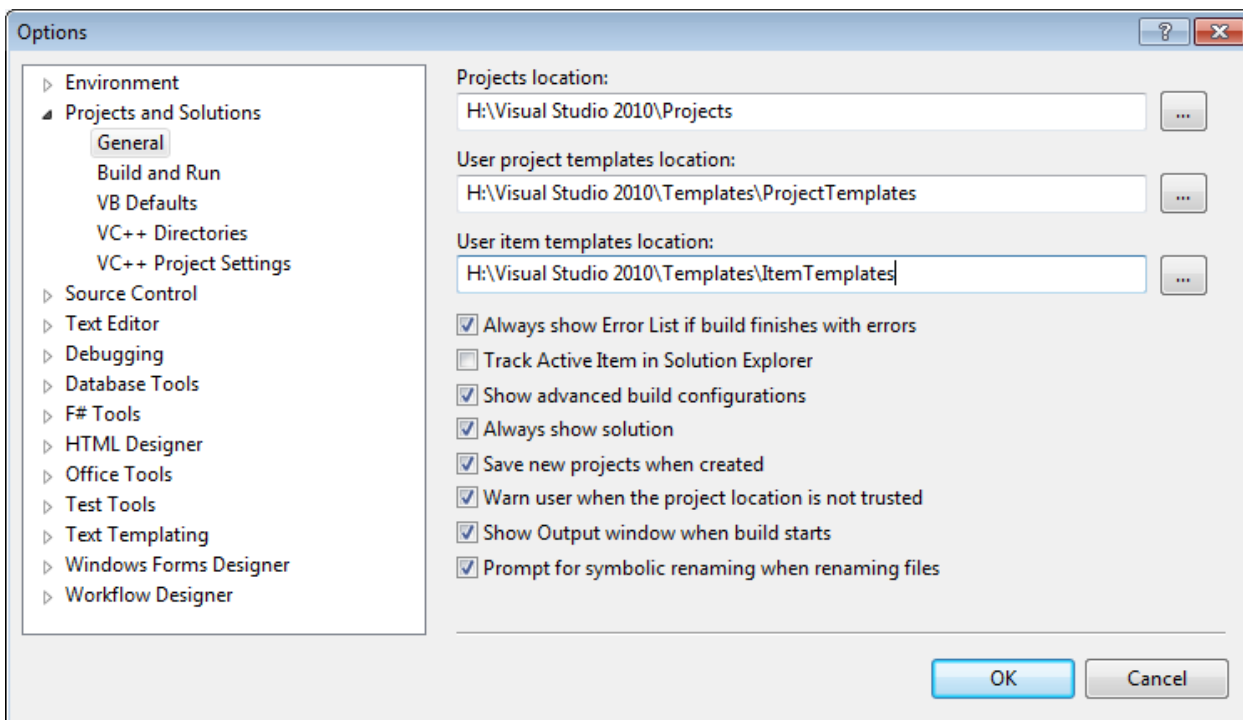 Options
Environment
Projects and Solutions
General
Build and Run
VB Defaults
VC++ Directories
VC++ Project Settings
Source Control
Text Editor
Debugging
Database Tools
F# Tools
HTML Designer
Office Tools
Test Tools
Text Templating
Windows Forms Designer
Workflow Designer
Projects location:
H:\Visual Studio 2010\Projects
...
User project templates location:
H:\Visual Studio 2010\Templates\ProjectTemplates
...
User item templates location:
H:\Visual Studio 2010\Templates\ItemTemplates
...
Always show Error List if build finishes with errors
Track Active Item in Solution Explorer
Show advanced build configurations
Always show solution
Save new projects when created
Warn user when the project location is not trusted
Show Output window when build starts
Prompt for symbolic renaming when renaming files
OK
Cancel